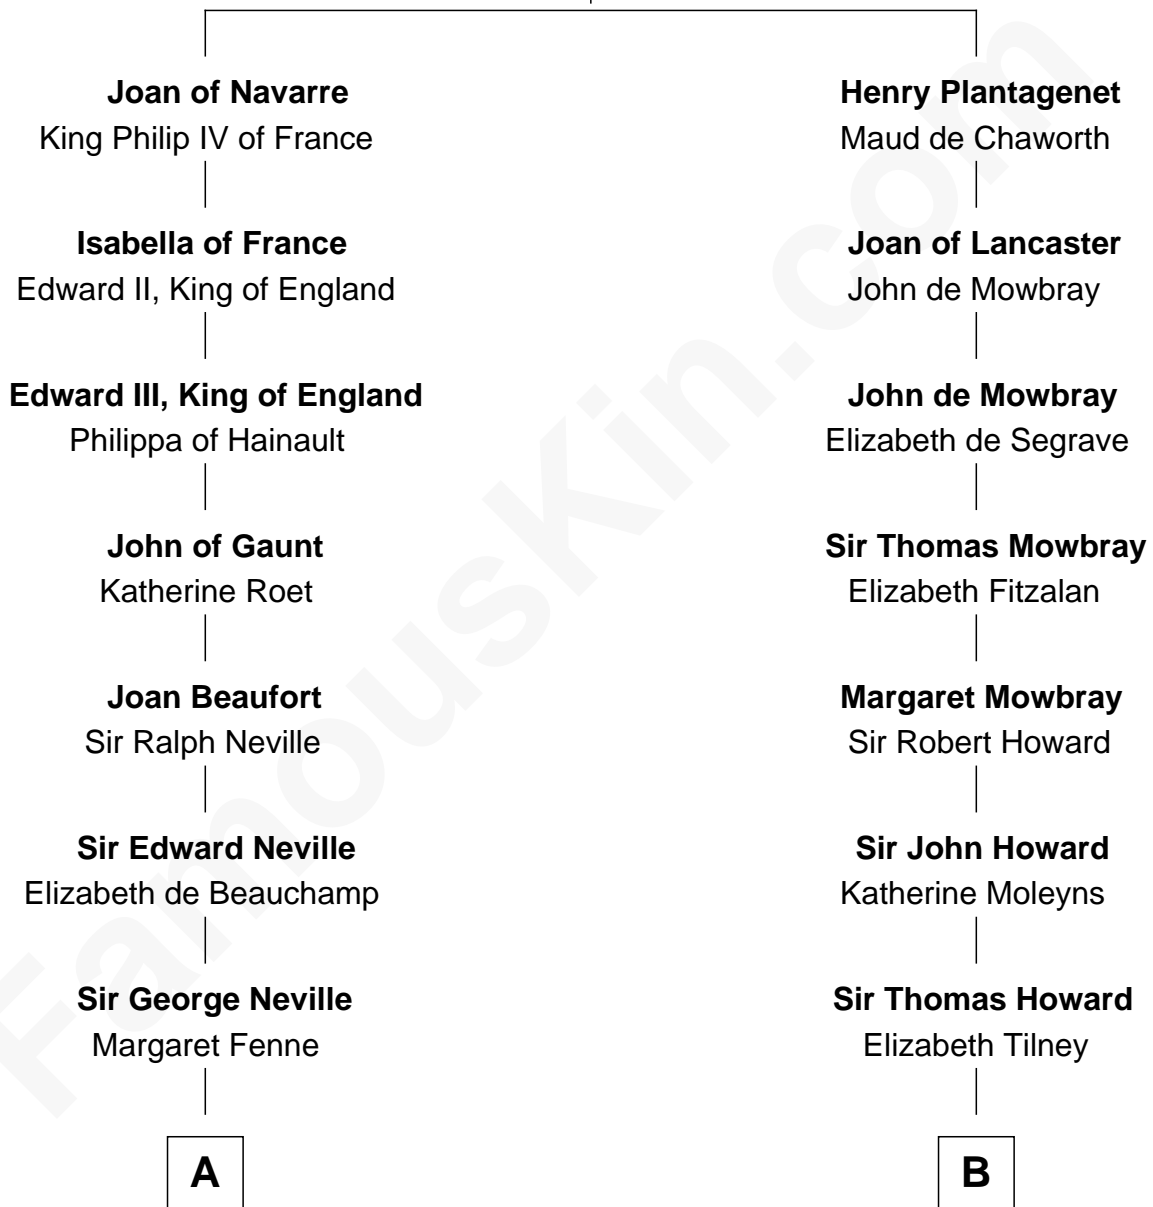 Joan of Navarre
King Philip IV of France
Henry Plantagenet
Maud de Chaworth
Isabella of France
Edward II, King of England
Joan of Lancaster
John de Mowbray
Edward III, King of England
Philippa of Hainault
John de Mowbray
Elizabeth de Segrave
John of Gaunt
Katherine Roet
Sir Thomas Mowbray
Elizabeth Fitzalan
Joan Beaufort
Sir Ralph Neville
Margaret Mowbray
Sir Robert Howard
Sir Edward Neville
Elizabeth de Beauchamp
Sir John Howard
Katherine Moleyns
Sir George Neville
Margaret Fenne
Sir Thomas Howard
Elizabeth Tilney
A
B
FamousKin.com